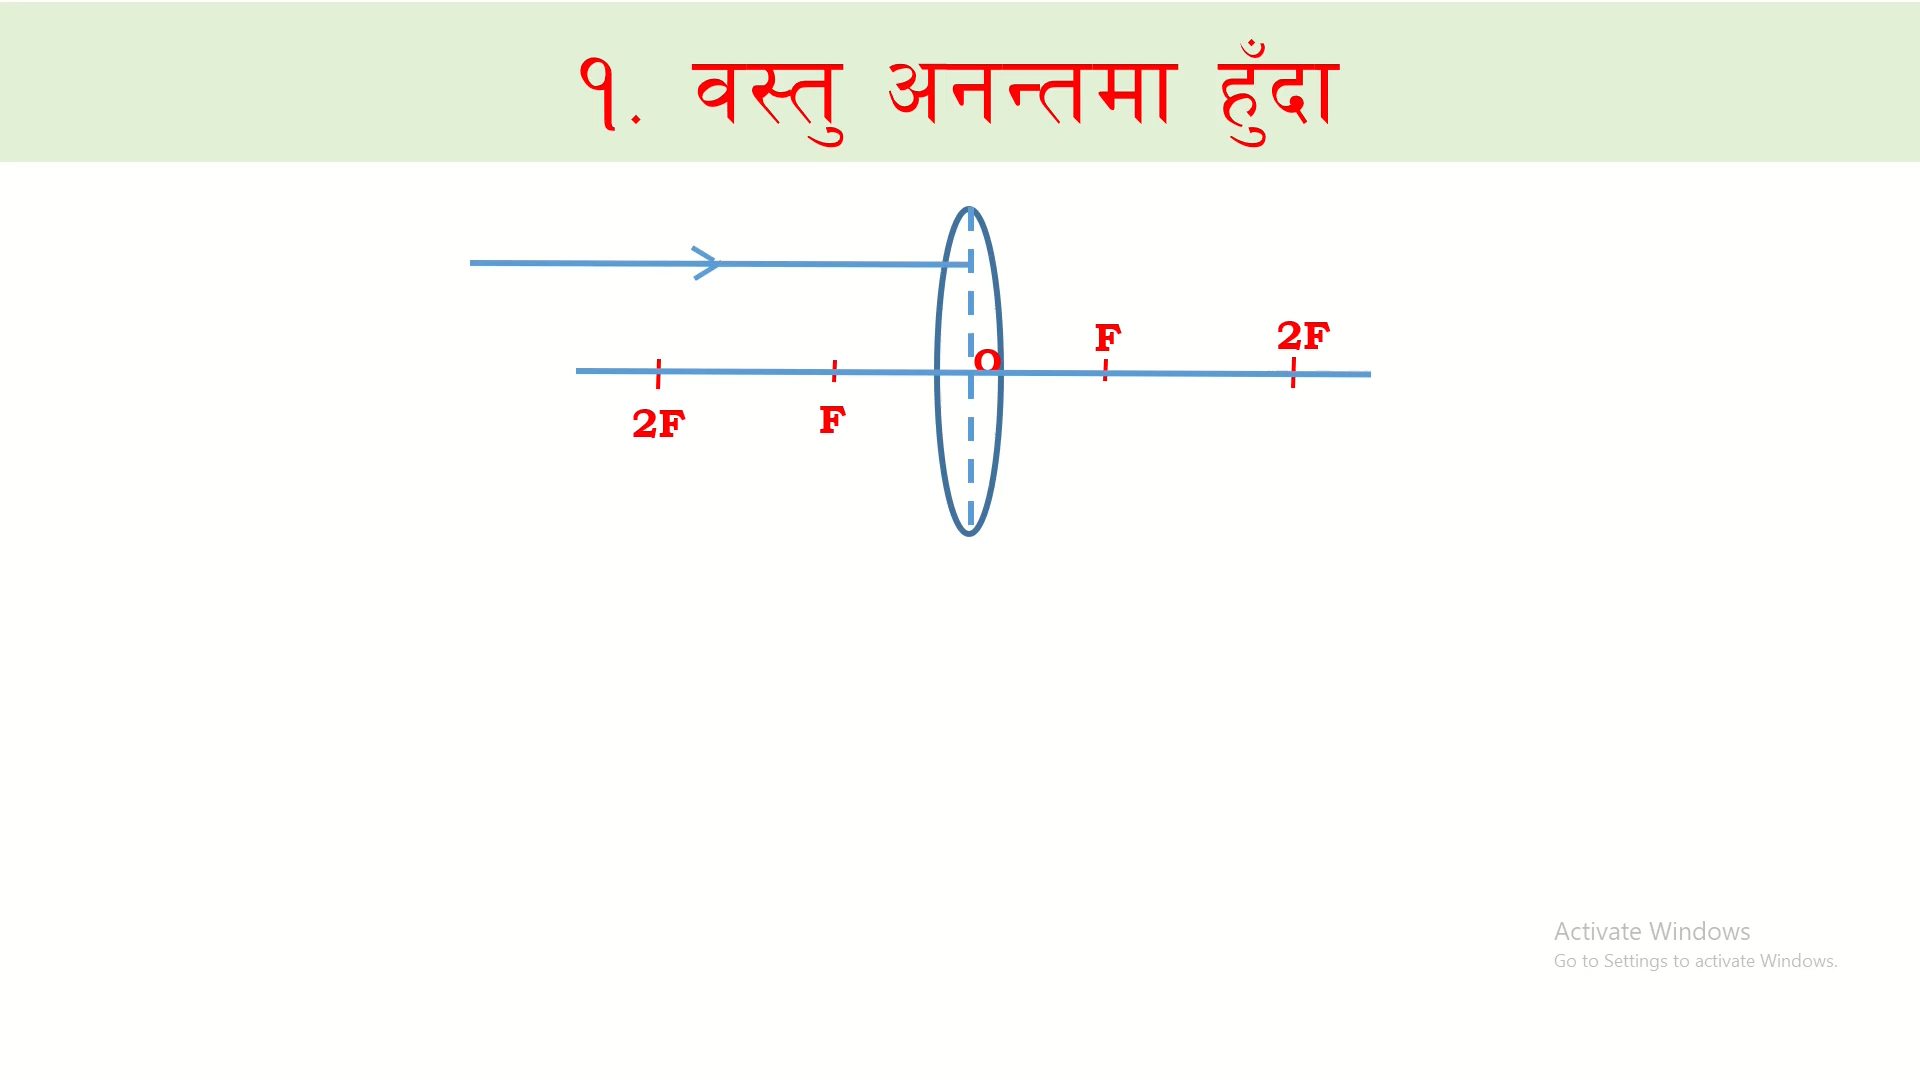 १. वस्तु अनन्तमा हुँदा
2F
F
O
F
2F
Activate Windows
Go to Settings to activate Windows.